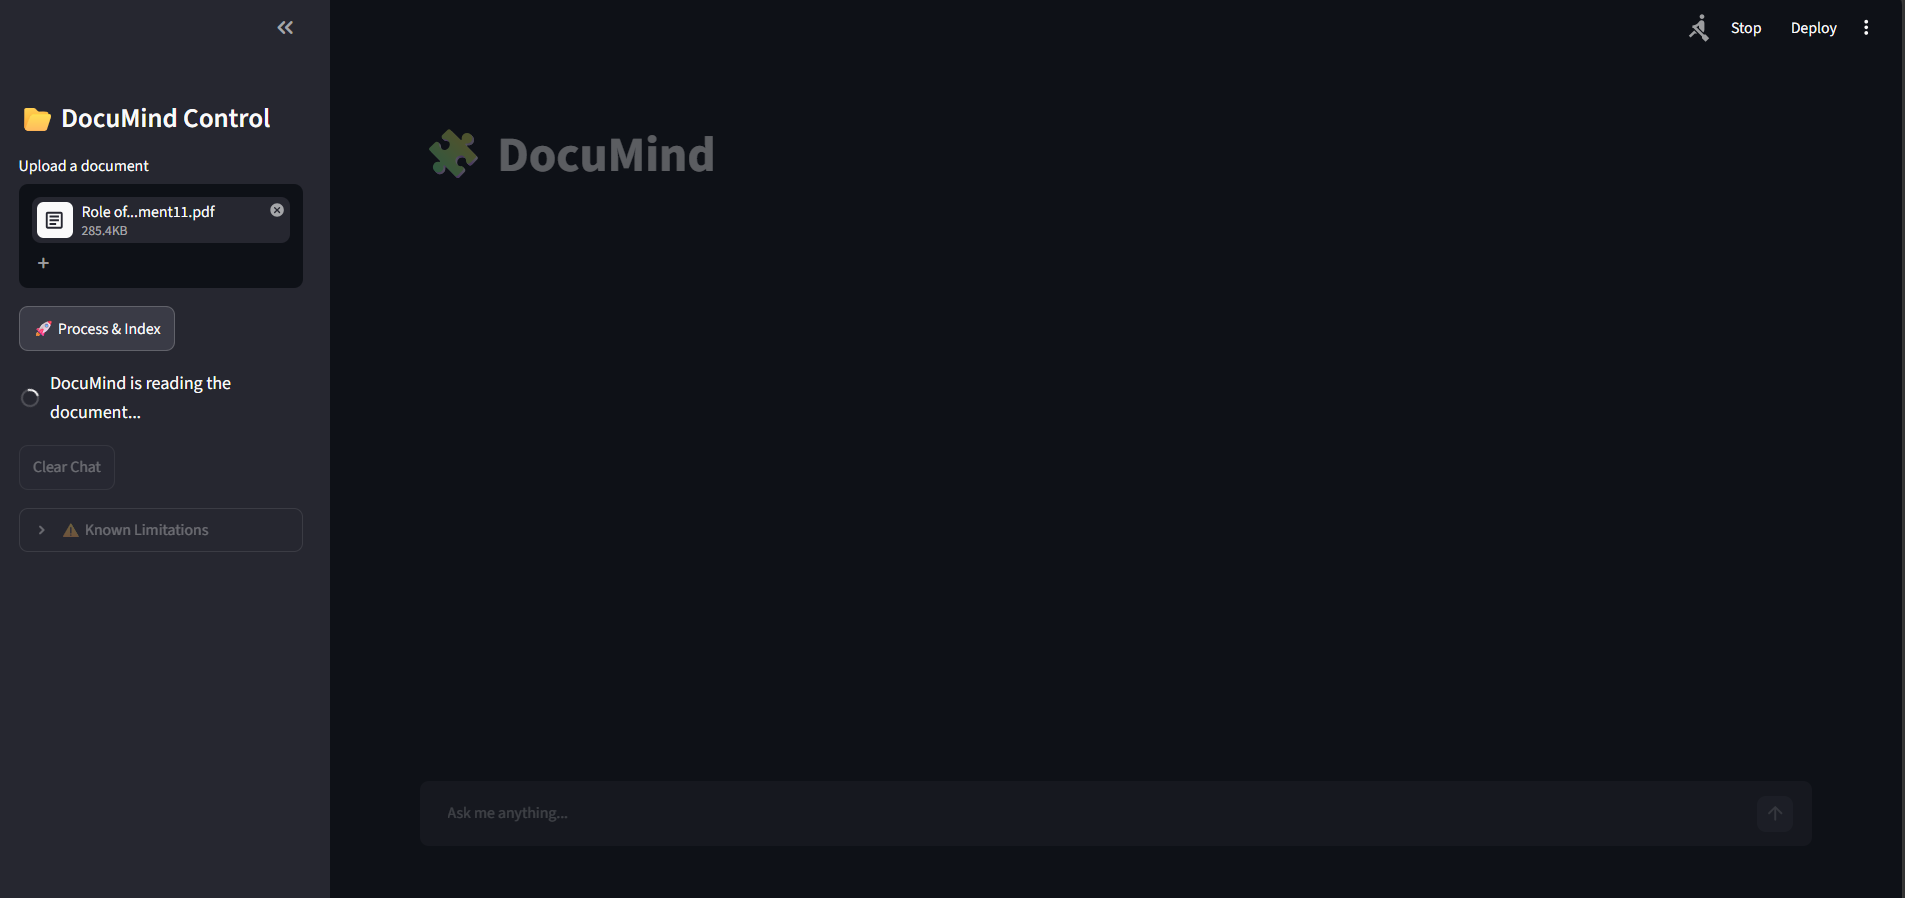 Stop
Deploy
DocuMind Control
Upload a document
Role of...ment11.pdf
285.4KB
+
Process & Index
DocuMind is reading the
document...
Clear Chat
Known Limitations
DocuMind
Ask me anything...